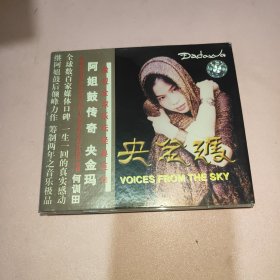 Dadawa
央金玛
VOICES FROM THE SKY
阿姐鼓传奇 央金玛
何训田
全球数百家媒体口碑 一生一回的真实感动
继阿姐鼓后颠峰力作 筹制两年之音乐极品